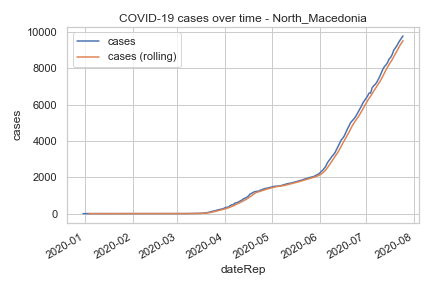 COVID-19 cases over time - North_Macedonia
cases
cases (rolling)
10000
8000
6000
4000
2000
0
cases
2020-01
2020-02
2020-03
2020-04
2020-05
2020-06
2020-07
2020-08
dateRep